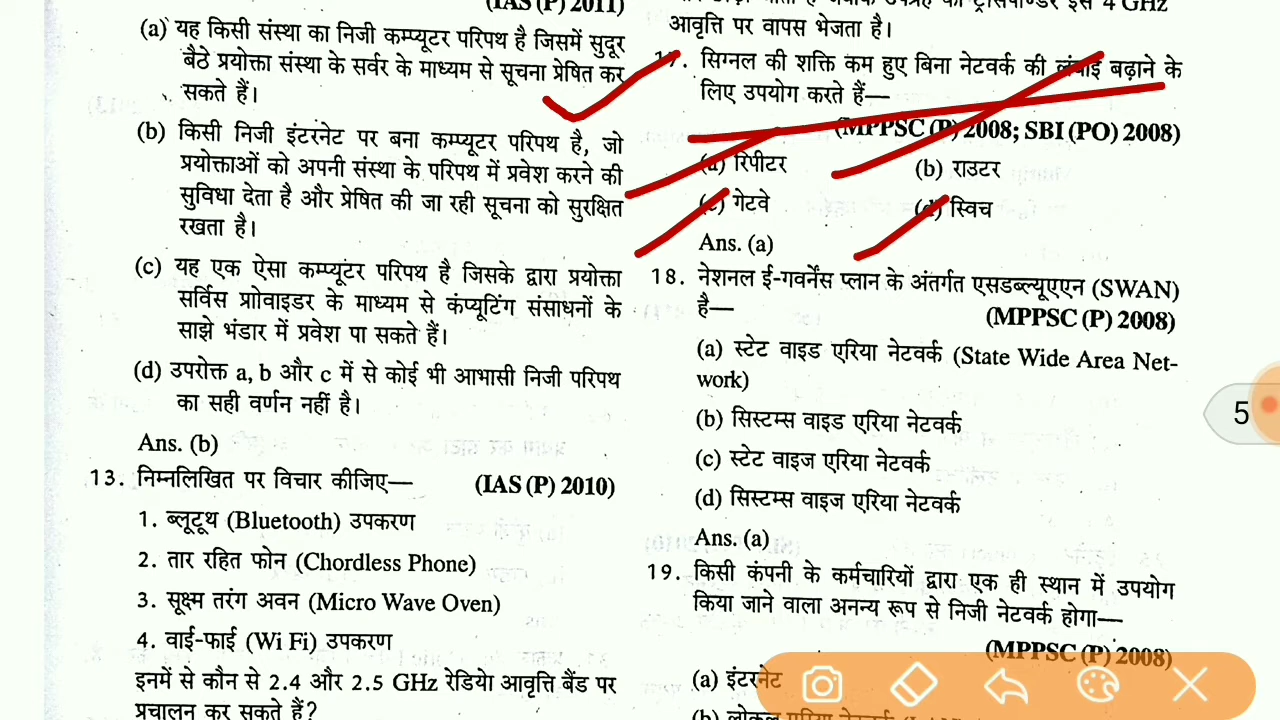 (IAS (P) 2011)
(a) यह किसी संस्था का निजी कम्प्यूटर परिपथ है जिसमें सुदूर
बैठे प्रयोक्ता संस्था के सर्वर के माध्यम से सूचना प्रेषित कर
सकते हैं।
(b) किसी निजी इंटरनेट पर बना कम्प्यूटर परिपथ है, जो
प्रयोक्ताओं को अपनी संस्था के परिपथ में प्रवेश करने की
सुविधा देता है और प्रेषित की जा रही सूचना को सुरक्षित
रखता है।
(c) यह एक ऐसा कम्प्यूटर परिपथ है जिसके द्वारा प्रयोक्ता
सर्विस प्राोवाइडर के माध्यम से कंप्यूटिंग संसाधनों के
साझे भंडार में प्रवेश पा सकते हैं।
(d) उपरोक्त a, b और c में से कोई भी आभासी निजी परिपथ
का सही वर्णन नहीं है।
Ans. (b)
13. निम्नलिखित पर विचार कीजिए— (IAS (P) 2010)
1. ब्लूटूथ (Bluetooth) उपकरण
2. तार रहित फोन (Chordless Phone)
3. सूक्ष्म तरंग अवन (Micro Wave Oven)
4. वाई-फाई (Wi Fi) उपकरण
इनमें से कौन से 2.4 और 2.5 GHz रेडियो आवृत्ति बैंड पर
प्रचालन कर सकते हैं?
4 GHz
आवृत्ति पर वापस भेजता है।
17. सिग्नल की शक्ति कम हुए बिना नेटवर्क की लंबाई बढ़ाने के
लिए उपयोग करते हैं—
(MPPSC (P) 2008; SBI (PO) 2008)
(a) रिपीटर (b) राउटर
(c) गेटवे (d) स्विच
Ans. (a)
18. नेशनल ई-गवर्नेंस प्लान के अंतर्गत एसडब्ल्यूएएन (SWAN)
है— (MPPSC (P) 2008)
(a) स्टेट वाइड एरिया नेटवर्क (State Wide Area Net-
work)
(b) सिस्टम्स वाइड एरिया नेटवर्क
(c) स्टेट वाइज एरिया नेटवर्क
(d) सिस्टम्स वाइज एरिया नेटवर्क
Ans. (a)
19. किसी कंपनी के कर्मचारियों द्वारा एक ही स्थान में उपयोग
किया जाने वाला अनन्य रूप से निजी नेटवर्क होगा—
(MPPSC (P) 2008)
(a) इंटरनेट
5